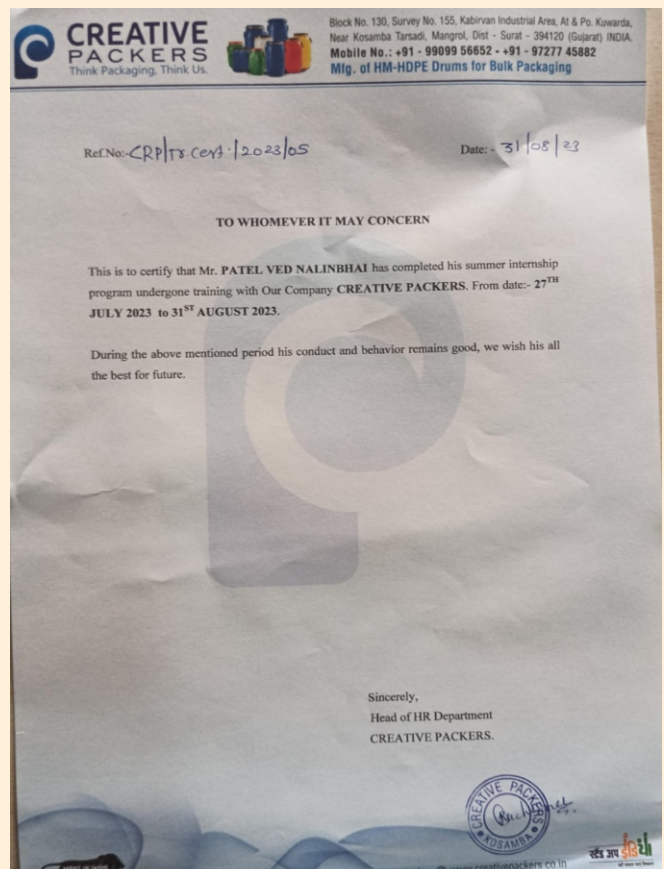 CREATIVE
PACKERS
Think Packaging, Think Us.
Block No. 130, Survey No. 155, Kabirvan Industrial Area, At & Po. Kuwarda,
Near Kosamba Tarsadi, Mangrol, Dist - Surat - 394120 (Gujarat) INDIA.
Mobile No.: +91 - 99099 56652 - +91 - 97277 45882
Mfg. of HM-HDPE Drums for Bulk Packaging
Ref.No:-CRP/Tr.Cert./2023/05
Date:- 31/08/23
TO WHOMEVER IT MAY CONCERN
This is to certify that Mr. PATEL VED NALINBHAI has completed his summer internship
program undergone training with Our Company CREATIVE PACKERS. From date:- 27TH
JULY 2023 to 31ST AUGUST 2023.
During the above mentioned period his conduct and behavior remains good, we wish his all
the best for future.
Sincerely,
Head of HR Department
CREATIVE PACKERS.
CREATIVE PACKERS
KOSAMBA
स्टैंड अप इंडिया
www.creativepackers.co.in